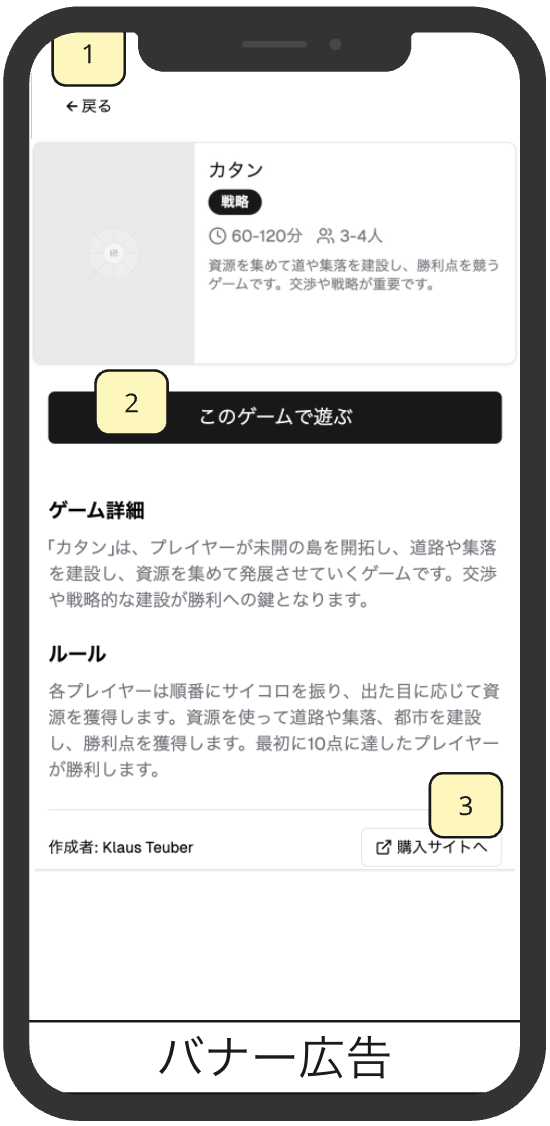 1
戻る
カタン
戦略
60-120分 3-4人
資源を集めて道や集落を建設し、勝利点を競う
ゲームです。交渉や戦略が重要です。
2
このゲームで遊ぶ
ゲーム詳細
「カタン」は、プレイヤーが未開の島を開拓し、道路や集落
を建設し、資源を集めて発展させていくゲームです。交渉
や戦略的な建設が勝利への鍵となります。
ルール
各プレイヤーは順番にサイコロを振り、出た目に応じて資
源を獲得します。資源を使って道路や集落、都市を建設
し、勝利点を獲得します。最初に10点に達したプレイヤー
が勝利します。
3
作成者: Klaus Teuber
購入サイトへ
バナー広告